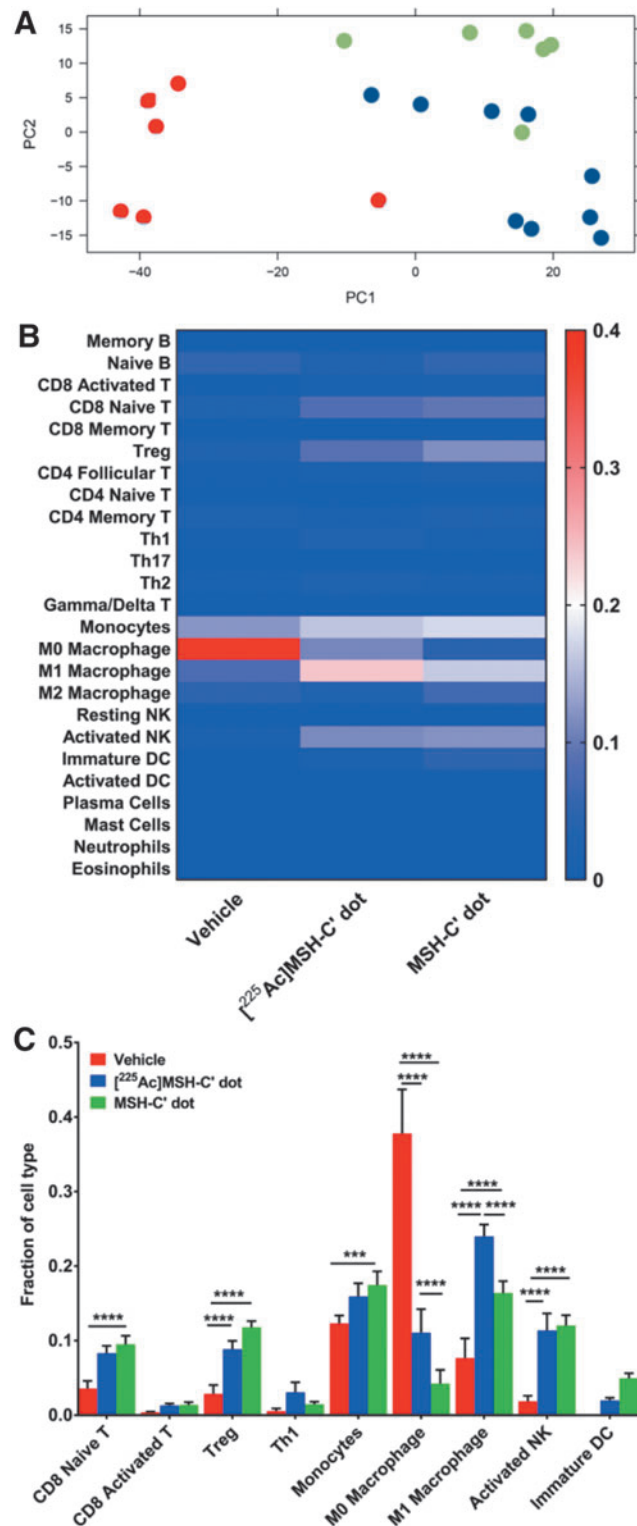 A
15
10
5
0
−5
−10
−15
PC2
−40
−20
0
20
PC1
B
Memory B
Naive B
CD8 Activated T
CD8 Naive T
CD8 Memory T
Treg
CD4 Follicular T
CD4 Naive T
CD4 Memory T
Th1
Th17
Th2
Gamma/Delta T
Monocytes
M0 Macrophage
M1 Macrophage
M2 Macrophage
Resting NK
Activated NK
Immature DC
Activated DC
Plasma Cells
Mast Cells
Neutrophils
Eosinophils
0.4
0.3
0.2
0.1
0
Vehicle
[225Ac]MSH-C' dot
MSH-C' dot
C
0.5
0.4
0.3
0.2
0.1
0.0
Fraction of cell type
Vehicle
[225Ac]MSH-C' dot
MSH-C' dot
****
****
****
***
****
****
****
****
****
****
****
****
CD8 Naive T
CD8 Activated T
Treg
Th1
Monocytes
M0 Macrophage
M1 Macrophage
Activated NK
Immature DC